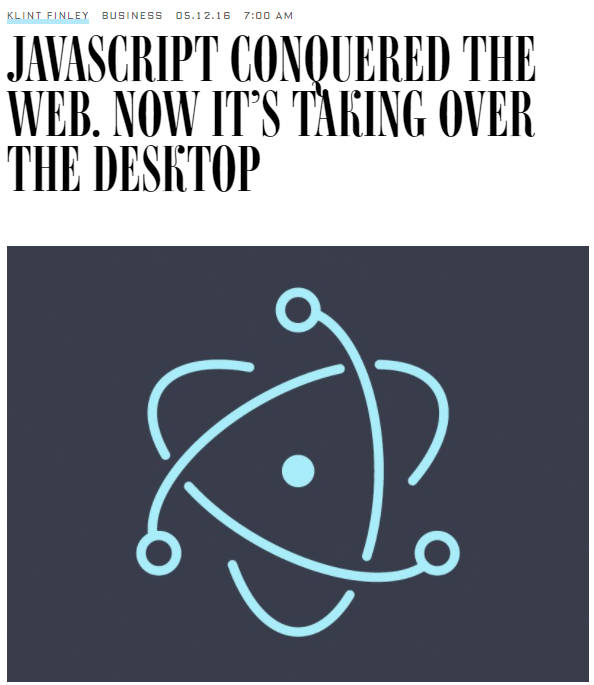 KLINT FINLEY BUSINESS 05.12.16 7:00 AM
JAVASCRIPT CONQUERED THE
WEB. NOW IT'S TAKING OVER
THE DESKTOP